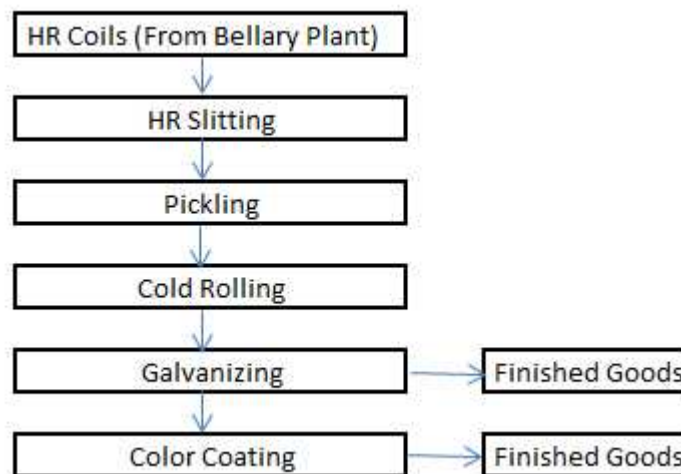 HR Coils (From Bellary Plant)
HR Slitting
Pickling
Cold Rolling
Galvanizing
Finished Goods
Color Coating
Finished Goods